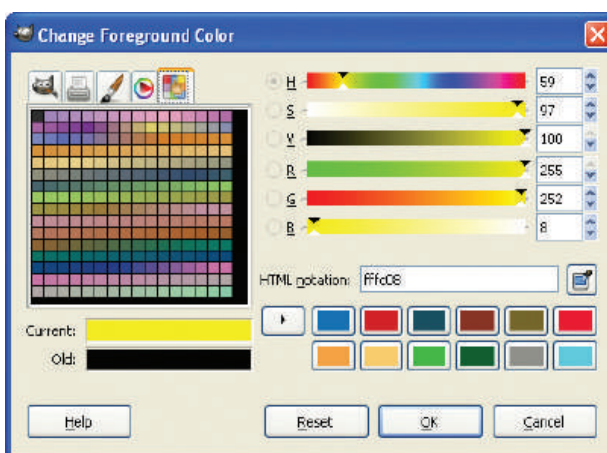 Change Foreground Color
H 59
S 97
V 100
R 255
G 252
B 8
HTML notation: fffc08
Current:
Old:
Help Reset OK Cancel